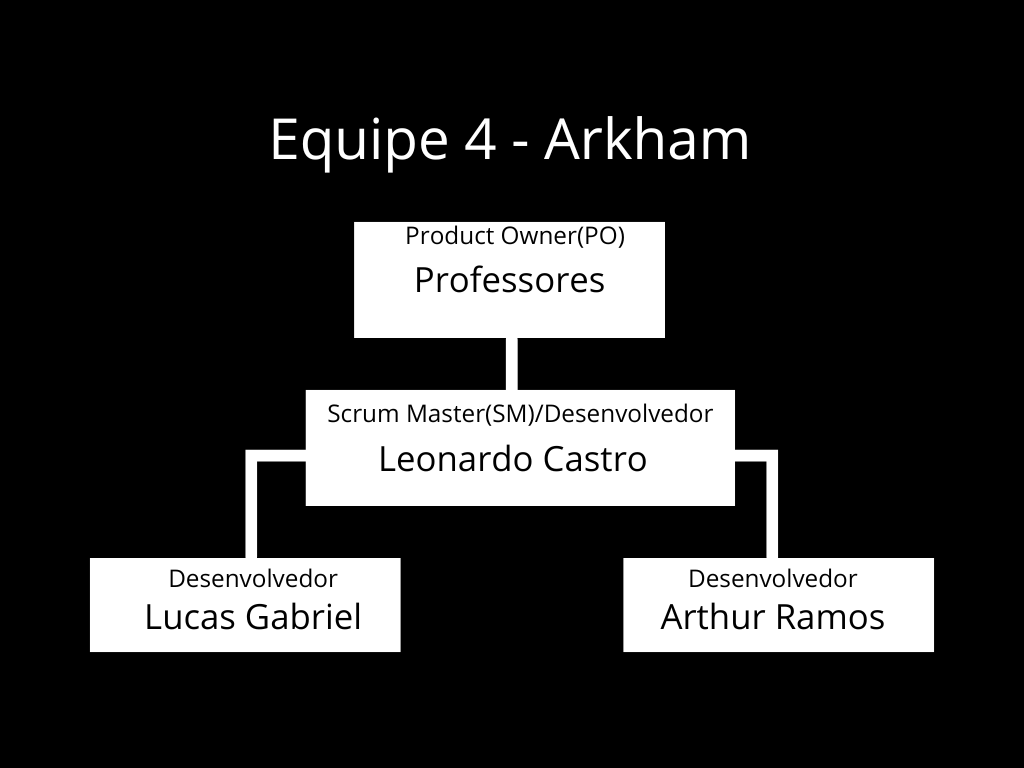 Equipe 4 - Arkham
Product Owner(PO)
Professores
Scrum Master(SM)/Desenvolvedor
Leonardo Castro
Desenvolvedor
Lucas Gabriel
Desenvolvedor
Arthur Ramos